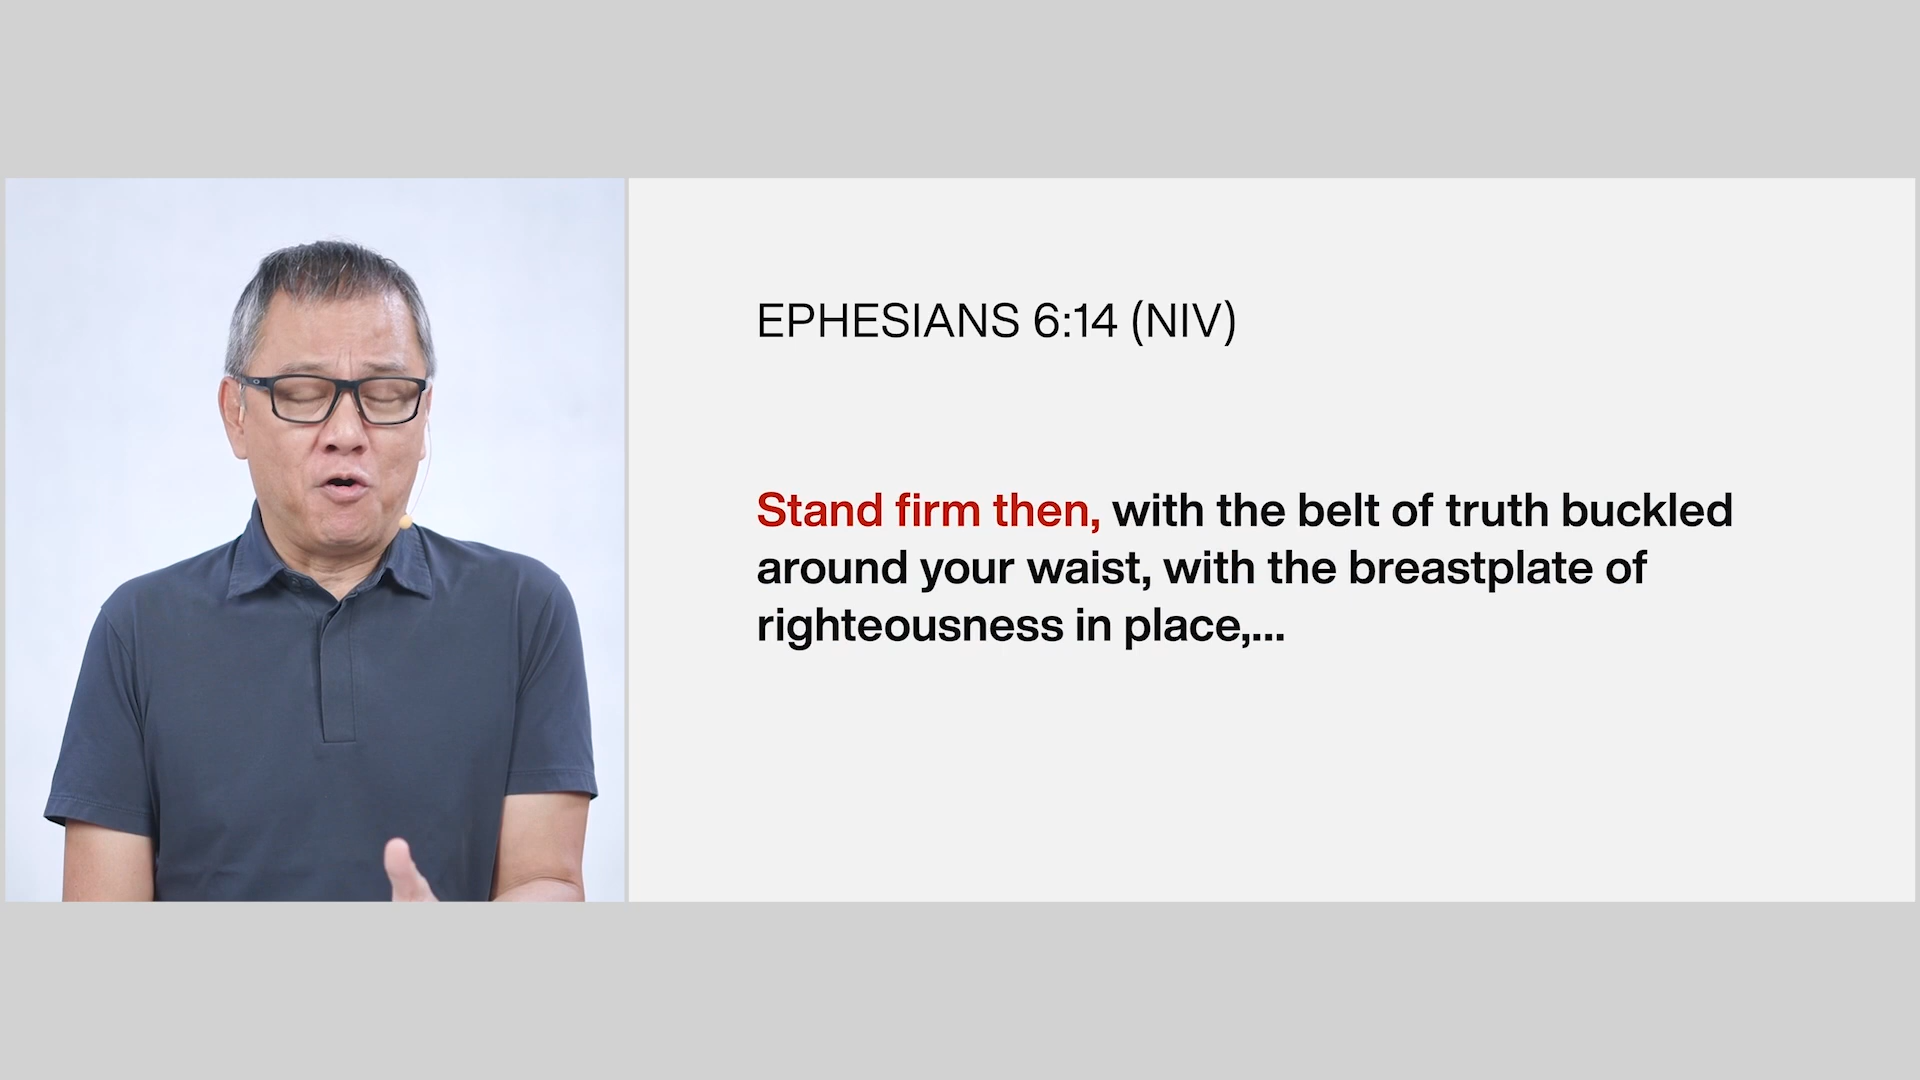 EPHESIANS 6:14 (NIV)
Stand firm then, with the belt of truth buckled
around your waist, with the breastplate of
righteousness in place,...